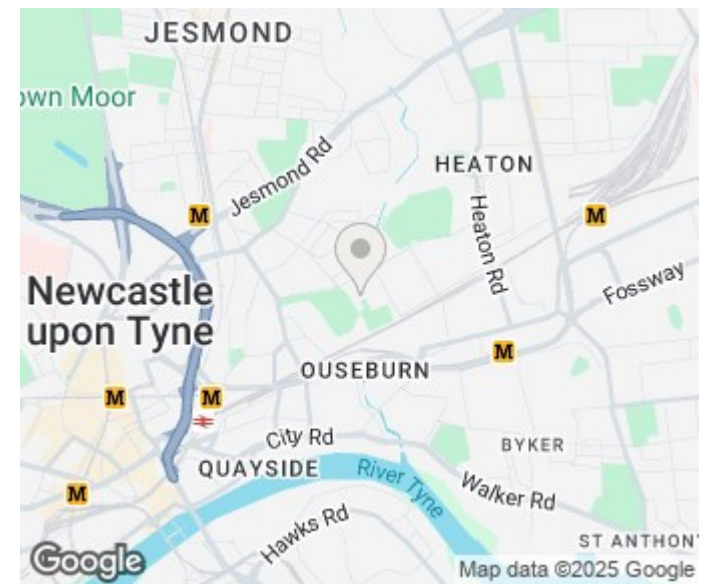 JESMOND
own Moor
Jesmond Rd
HEATON
M
M
Heaton Rd
Newcastle
upon Tyne
Fossway
M
OUSEBURN
M
M
City Rd
BYKER
QUAYSIDE
River Tyne
Walker Rd
M
Hawks Rd
ST ANTHON
Google
Map data ©2025 Google